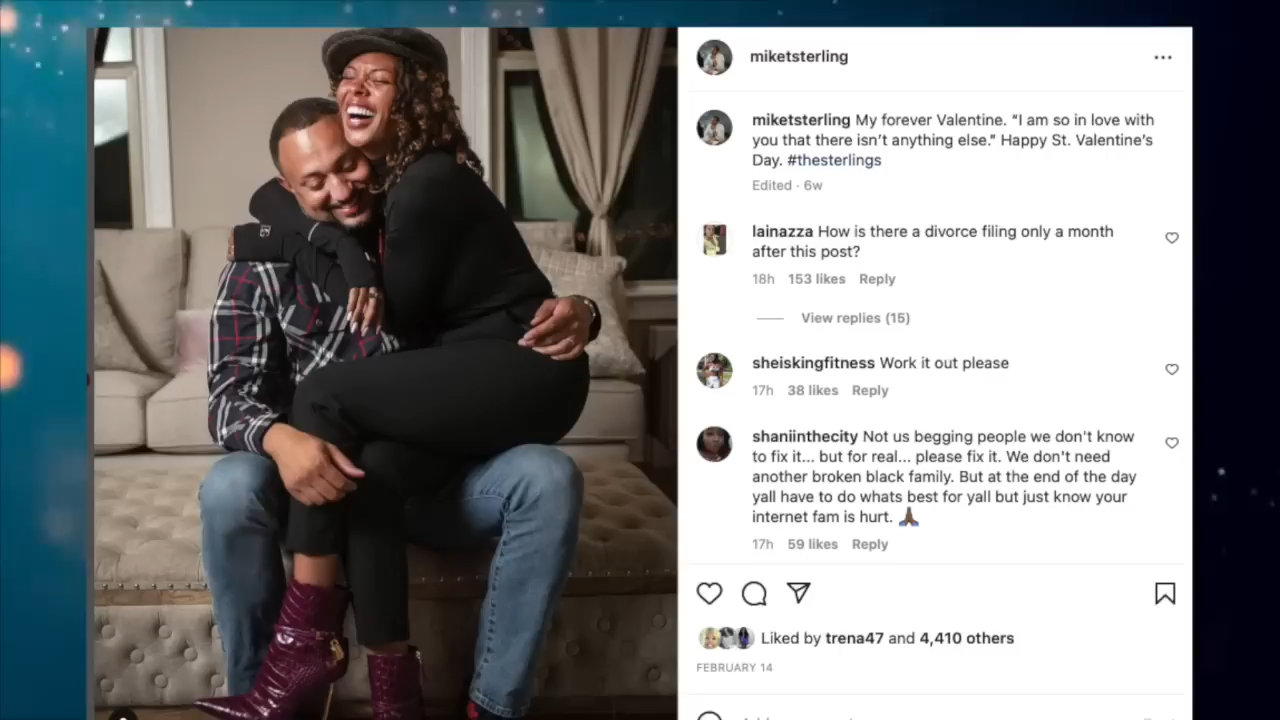 miketsterling
miketsterling My forever Valentine. “I am so in love with
you that there isn’t anything else.” Happy St. Valentine’s
Day. #thesterlings
Edited · 6w
lainazza How is there a divorce filing only a month
after this post?
18h 153 likes Reply
View replies (15)
sheiskingfitness Work it out please
17h 38 likes Reply
shaniinthecity Not us begging people we don't know
to fix it... but for real... please fix it. We don't need
another broken black family. But at the end of the day
yall have to do whats best for yall but just know your
internet fam is hurt. 🙏🏾
17h 59 likes Reply
Liked by trena47 and 4,410 others
FEBRUARY 14